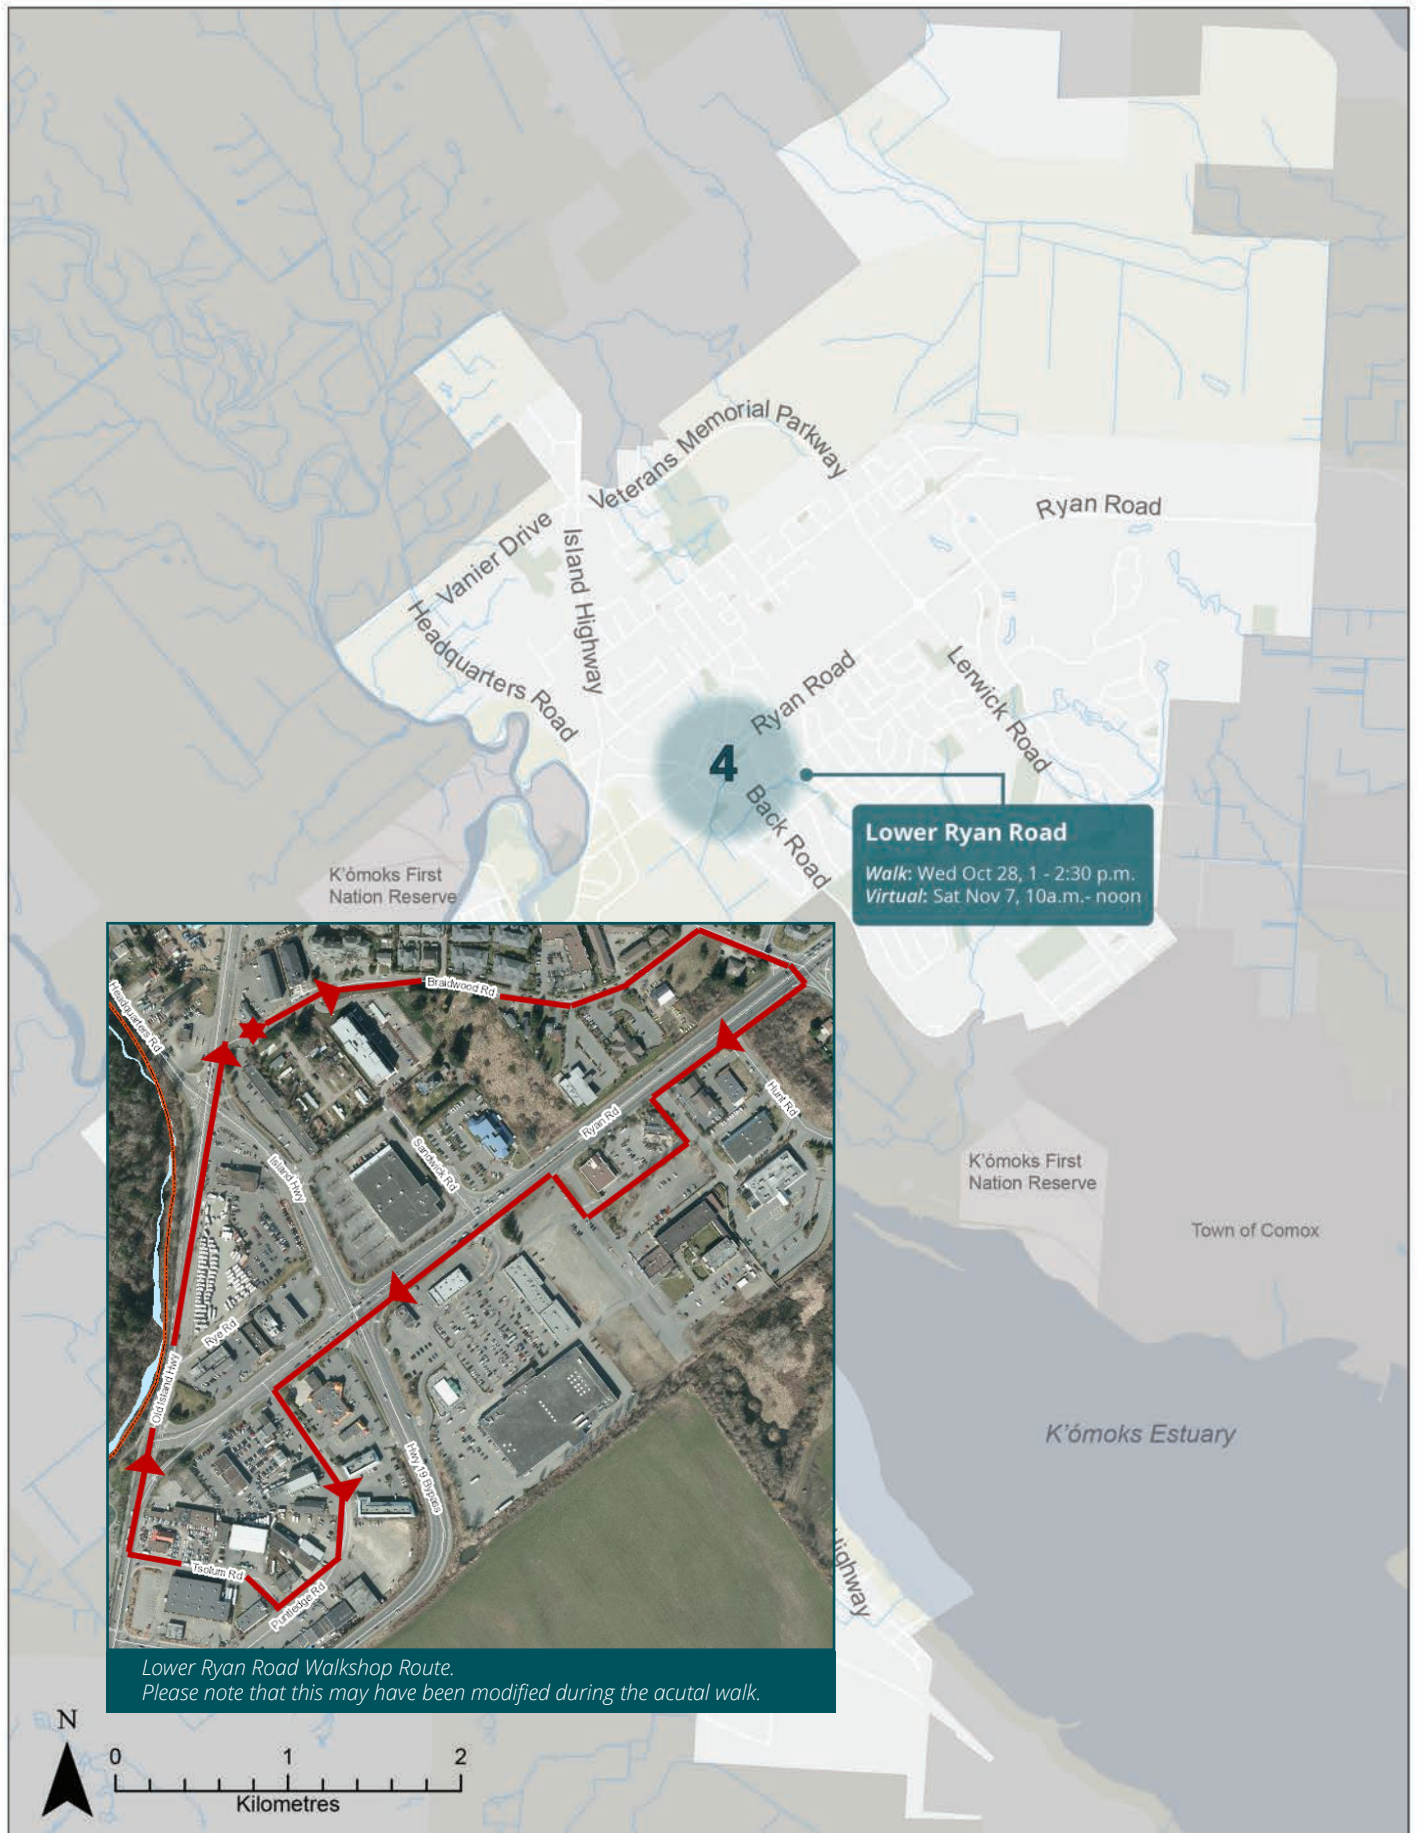 Veterans Memorial Parkway
Ryan Road
Vanier Drive
Island Highway
Headquarters Road
Ryan Road
Lerwick Road
4
Back Road
Lower Ryan Road
Walk: Wed Oct 28, 1 - 2:30 p.m.
Virtual: Sat Nov 7, 10a.m.- noon
K'ómoks First
Nation Reserve
Headquarters Rd
Braidwood Rd
Ryan Rd
Hunt Rd
Sandwick Rd
Island Hwy
Rye Rd
Old Island Hwy
Hwy 19 Bypass
Tsolum Rd
Puntledge Rd
K'ómoks First
Nation Reserve
Town of Comox
K'ómoks Estuary
Highway
Lower Ryan Road Walkshop Route.
Please note that this may have been modified during the acutal walk.
N
0 1 2
Kilometres